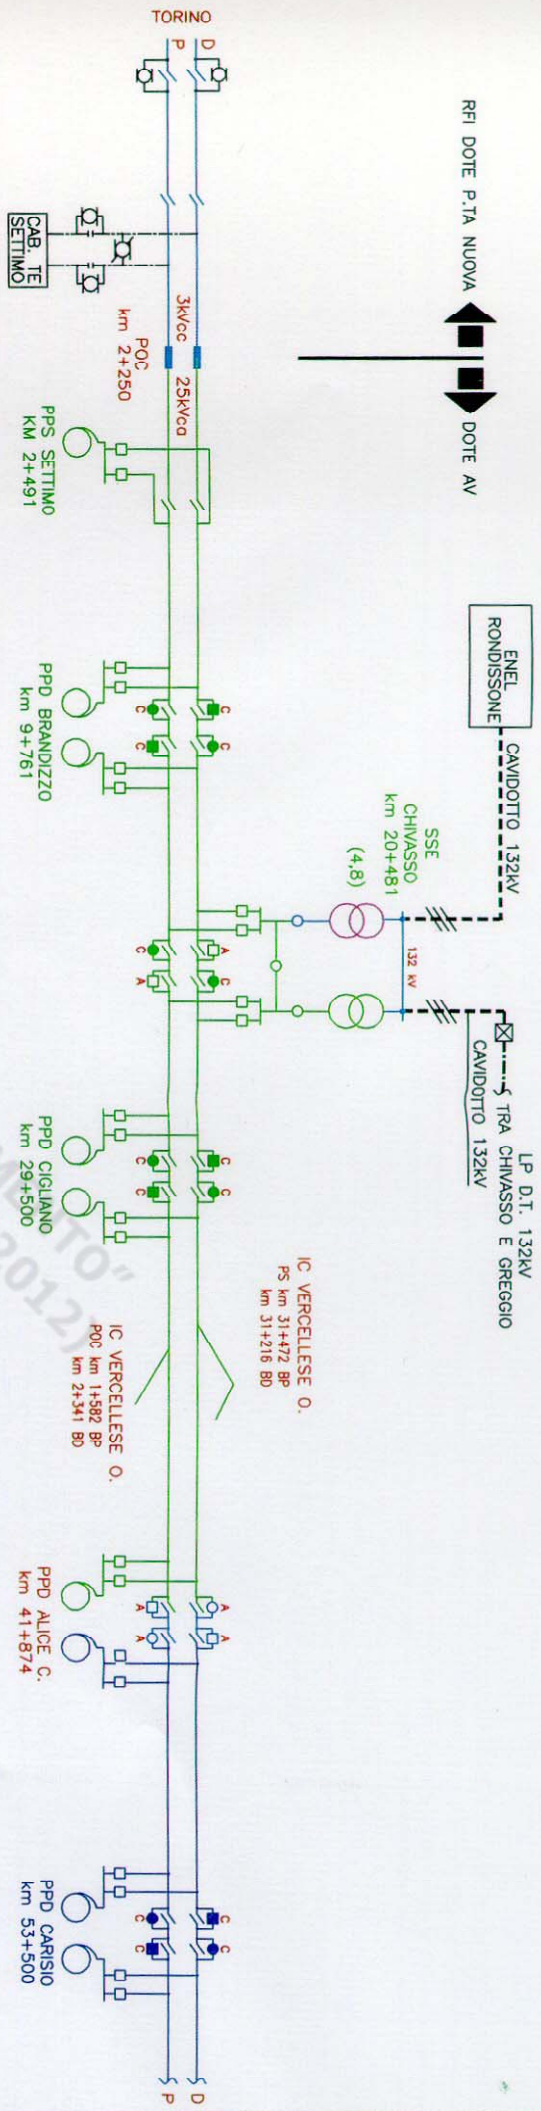 TORINO
P
D
RFI DOTE P.TA NUOVA
DOTE AV
CAB. TE
SETTIMO
3kVcc
25kVca
POC
km 2+250
PPS SETTIMO
KM 2+491
PPD BRANDIZZO
km 9+761
C
C
C
C
ENEL
RONDISSONE
CAVIDOTTO 132kV
SSE
CHIVASSO
km 20+481
(4,8)
132 kV
LP D.T. 132kV
TRA CHIVASSO E GREGGIO
CAVIDOTTO 132kV
A
C
C
A
PPD CIGLIANO
km 29+500
C
C
C
C
IC VERCELLESE O.
PS km 31+472 BP
km 31+216 BD
IC VERCELLESE O.
POC km 1+582 BP
km 2+341 BD
PPD ALICE C.
km 41+874
A
A
A
A
PPD CARISIO
km 53+500
C
C
C
C
D
P
MENTO"
2012)